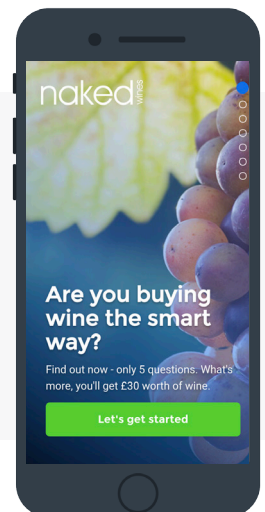 naked wines
Are you buying
wine the smart
way?
Find out now - only 5 questions. What's
more, you'll get £30 worth of wine.
Let's get started